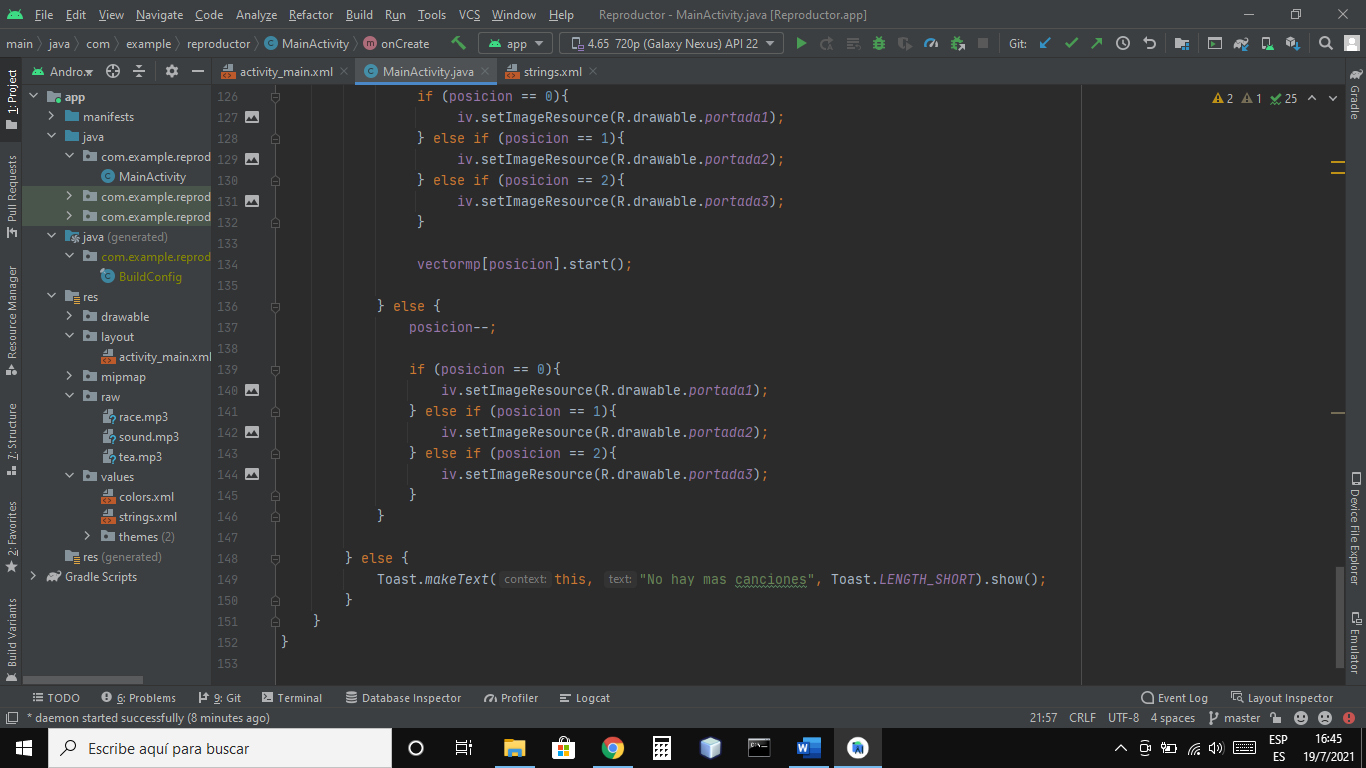 File Edit View Navigate Code Analyze Refactor Build Run Tools VCS Window Help Reproductor - MainActivity.java [Reproductor.app]
main java com example reproductor MainActivity onCreate app 4.65 720p (Galaxy Nexus) API 22 Git:
Andro... activity_main.xml MainActivity.java strings.xml
1: Project
Pull Requests
Resource Manager
7: Structure
2: Favorites
Build Variants
app
manifests
java
com.example.reprod
MainActivity
com.example.reprod
com.example.reprod
java (generated)
com.example.reprod
BuildConfig
res
drawable
layout
activity_main.xml
mipmap
raw
race.mp3
sound.mp3
tea.mp3
values
colors.xml
strings.xml
themes (2)
res (generated)
Gradle Scripts
2 1 25
126 if (posicion == 0){
127 iv.setImageResource(R.drawable.portada1);
128 } else if (posicion == 1){
129 iv.setImageResource(R.drawable.portada2);
130 } else if (posicion == 2){
131 iv.setImageResource(R.drawable.portada3);
132 }
133
134 vectormp[posicion].start();
135
136 } else {
137 posicion--;
138
139 if (posicion == 0){
140 iv.setImageResource(R.drawable.portada1);
141 } else if (posicion == 1){
142 iv.setImageResource(R.drawable.portada2);
143 } else if (posicion == 2){
144 iv.setImageResource(R.drawable.portada3);
145 }
146 }
147
148 } else {
149 Toast.makeText( context: this, text: "No hay mas canciones", Toast.LENGTH_SHORT).show();
150 }
151 }
152 }
153
Gradle
Device File Explorer
Emulator
TODO 6: Problems 9: Git Terminal Database Inspector Profiler Logcat Event Log Layout Inspector
* daemon started successfully (8 minutes ago) 21:57 CRLF UTF-8 4 spaces master
Escribe aquí para buscar
ESP
ES
16:45
19/7/2021